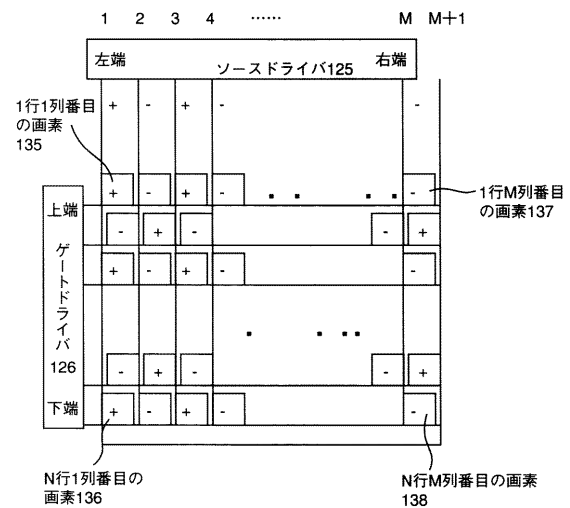 1 2 3 4 …… M M＋1
左端 ソースドライバ125 右端
+ - + - -
1行1列番目
の画素
135
+ - + - -
1行M列番目
の画素137
上端
- + - - +
+ - + - -
ゲートドライバ
126
- + - - +
下端
+ - + - -
N行1列番目の
画素136
N行M列番目の画素
138